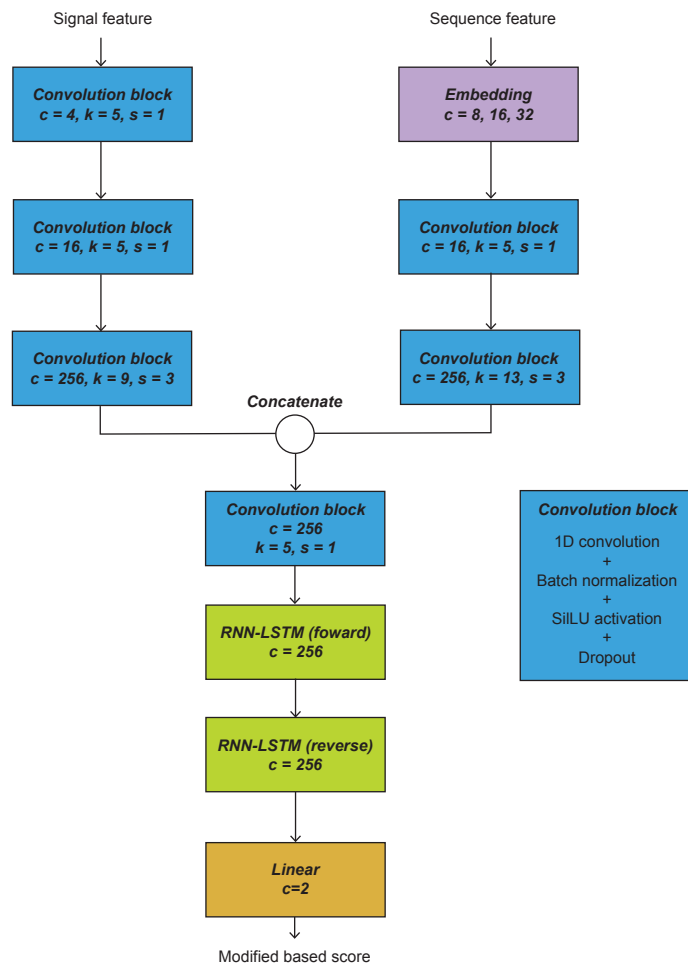 Signal feature
Sequence feature
Convolution block
c = 4, k = 5, s = 1
Embedding
c = 8, 16, 32
Convolution block
c = 16, k = 5, s = 1
Convolution block
c = 16, k = 5, s = 1
Convolution block
c = 256, k = 9, s = 3
Convolution block
c = 256, k = 13, s = 3
Concatenate
Convolution block
c = 256
k = 5, s = 1
RNN-LSTM (foward)
c = 256
RNN-LSTM (reverse)
c = 256
Linear
c=2
Modified based score
Convolution block
1D convolution
+
Batch normalization
+
SilLU activation
+
Dropout